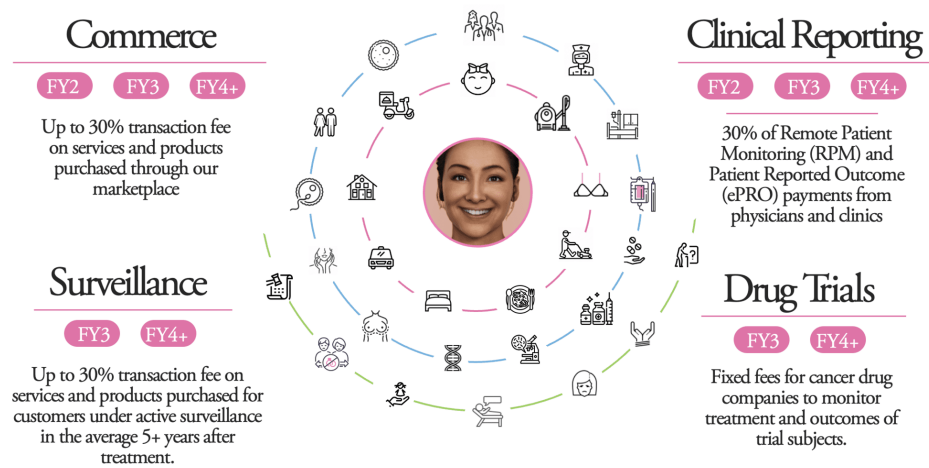 Commerce
FY2 FY3 FY4+
Up to 30% transaction fee
on services and products
purchased through our
marketplace
Surveillance
FY3 FY4+
Up to 30% transaction fee on
services and products purchased for
customers under active surveillance
in the average 5+ years after
treatment.
Clinical Reporting
FY2 FY3 FY4+
30% of Remote Patient
Monitoring (RPM) and
Patient Reported Outcome
(ePRO) payments from
physicians and clinics
Drug Trials
FY3 FY4+
Fixed fees for cancer drug
companies to monitor
treatment and outcomes of
trial subjects.